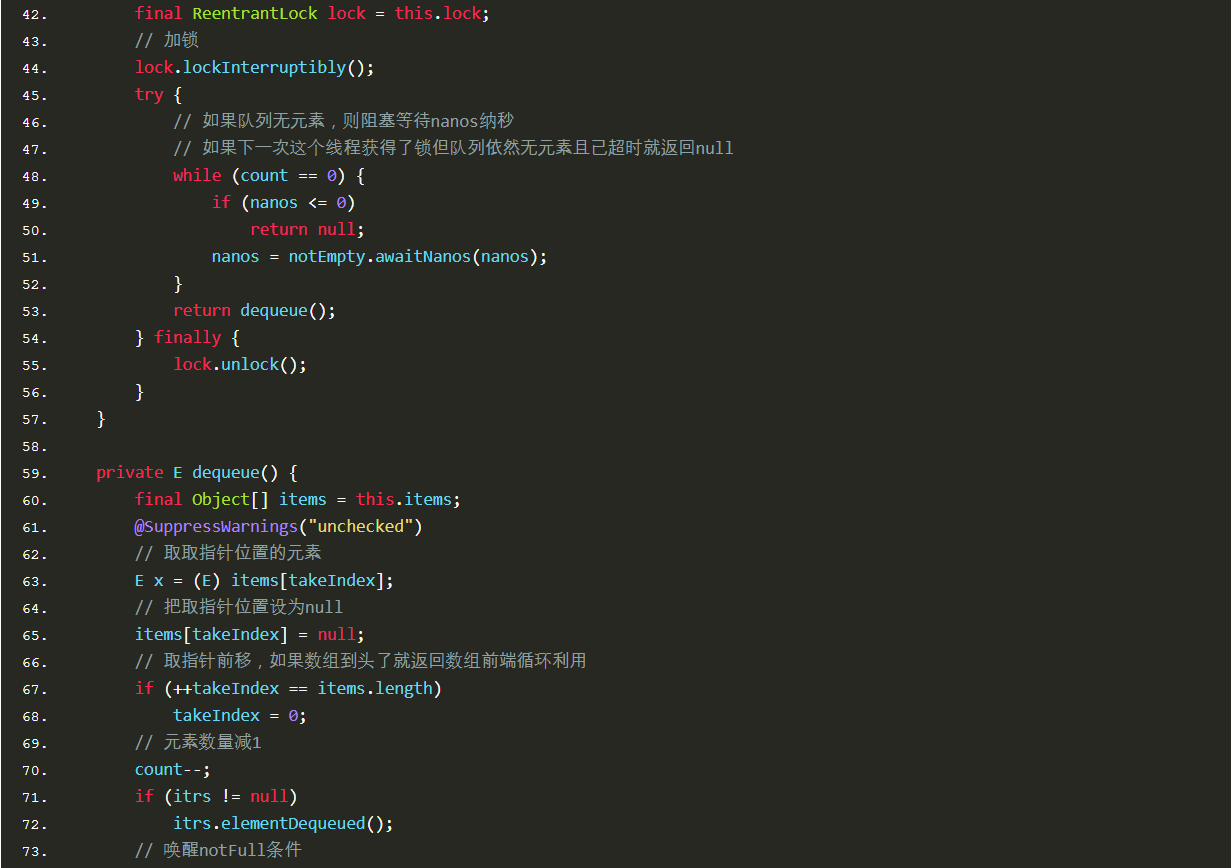 42. final ReentrantLock lock = this.lock;
43. // 加锁
44. lock.lockInterruptibly();
45. try {
46. // 如果队列无元素，则阻塞等待nanos纳秒
47. // 如果下一次这个线程获得了锁但队列依然无元素且已超时就返回null
48. while (count == 0) {
49. if (nanos <= 0)
50. return null;
51. nanos = notEmpty.awaitNanos(nanos);
52. }
53. return dequeue();
54. } finally {
55. lock.unlock();
56. }
57. }
58.
59. private E dequeue() {
60. final Object[] items = this.items;
61. @SuppressWarnings("unchecked")
62. // 取取指针位置的元素
63. E x = (E) items[takeIndex];
64. // 把取指针位置设为null
65. items[takeIndex] = null;
66. // 取指针前移，如果数组到头了就返回数组前端循环利用
67. if (++takeIndex == items.length)
68. takeIndex = 0;
69. // 元素数量减1
70. count--;
71. if (itrs != null)
72. itrs.elementDequeued();
73. // 唤醒notFull条件